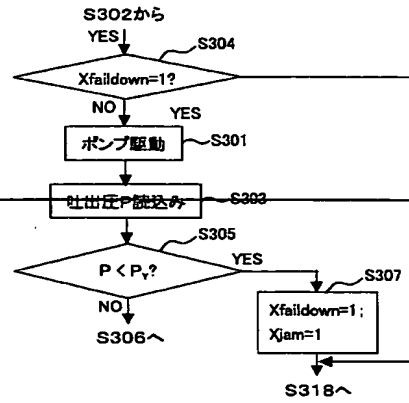 S302から
YES
S304
Xfaildown=1?
NO
YES
ポンプ駆動
S301
吐出圧P読込み
S303
S305
P < Pγ?
YES
NO
S307
Xfaildown=1 ;
Xjam=1
S306へ
S318へ